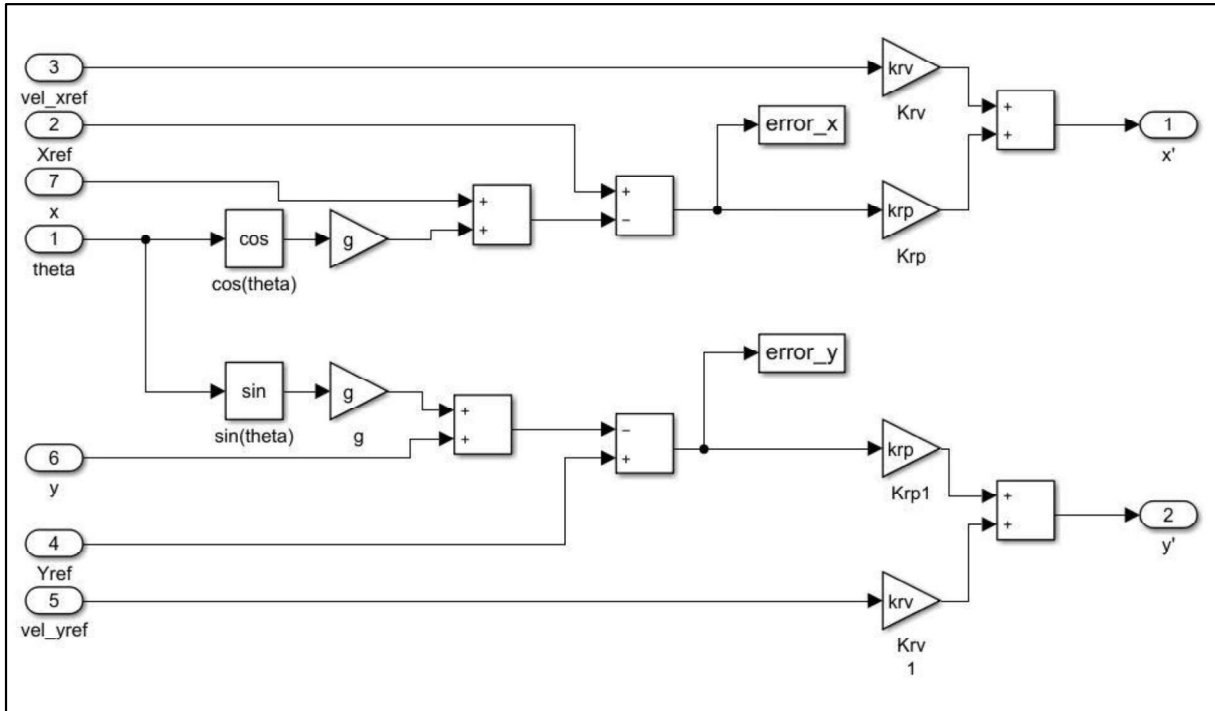 3
vel_xref
2
Xref
7
x
1
theta
cos
cos(theta)
g
+
+
+
−
error_x
krv
Krv
krp
Krp
+
+
1
x'
sin
sin(theta)
g
g
6
y
4
Yref
5
vel_yref
+
+
−
+
error_y
krp
Krp1
krv
Krv
1
+
+
2
y'